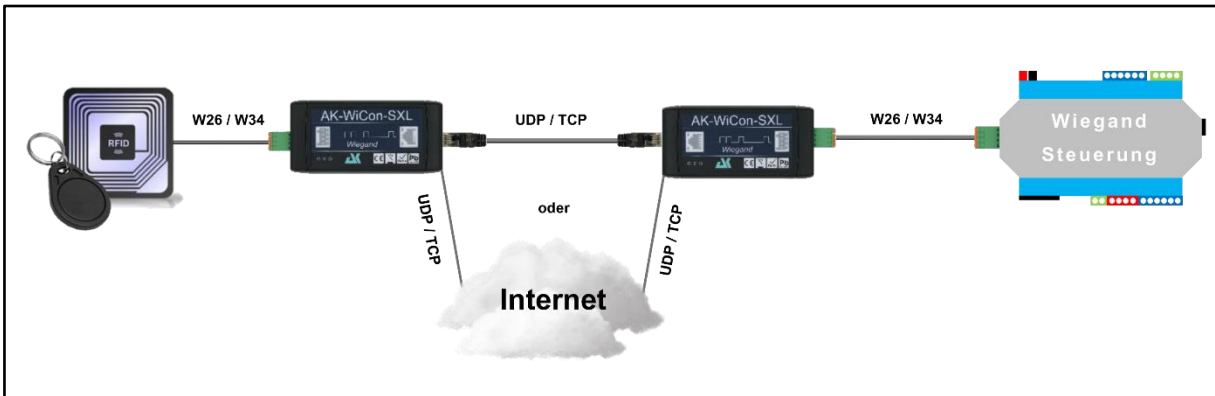 RFID
W26 / W34
AK-WiCon-SXL
Wiegand
UDP / TCP
UDP / TCP
oder
Internet
UDP / TCP
AK-WiCon-SXL
Wiegand
W26 / W34
Wiegand
Steuerung